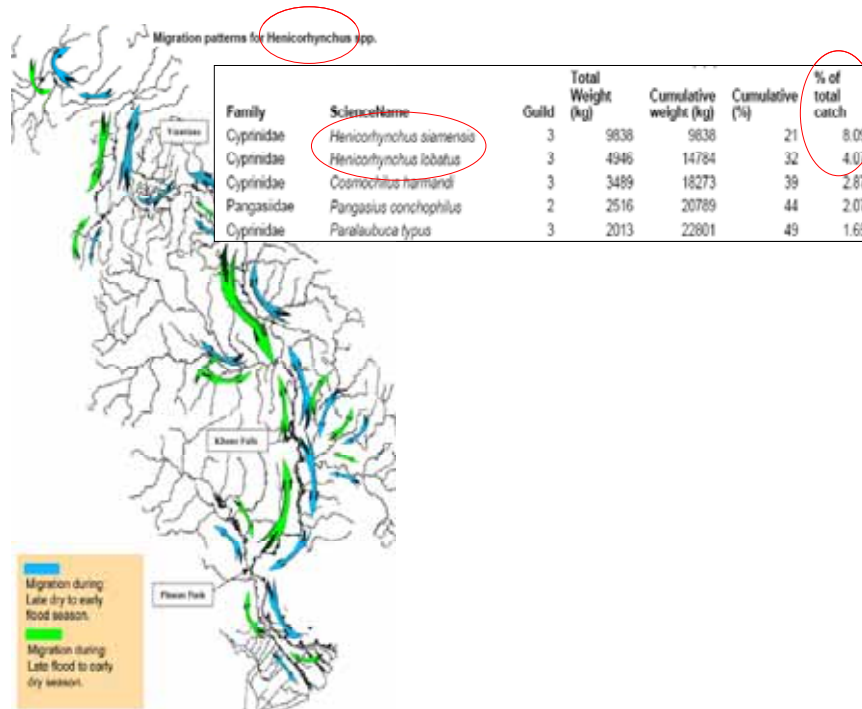 Migration patterns for Henicorhynchus spp.
Family ScienceName Guild Total Weight (kg) Cumulative weight (kg) Cumulative (%) % of total catch
Cyprinidae Henicorhynchus siamensis 3 9838 9838 21
Cyprinidae Henicorhynchus lobatus 3 4946 14784 32
Cyprinidae Cosmochilus harmandi 3 3489 18273 39
Pangasiidae Pangasius conchophilus 2 2516 20789 44
Cyprinidae Paralaubuca typus 3 2013 22801 49
Vientiane
Khone Falls
Phnom Penh
Migration during:
Late dry to early
flood season.
Migration during:
Late flood to early
dry season.